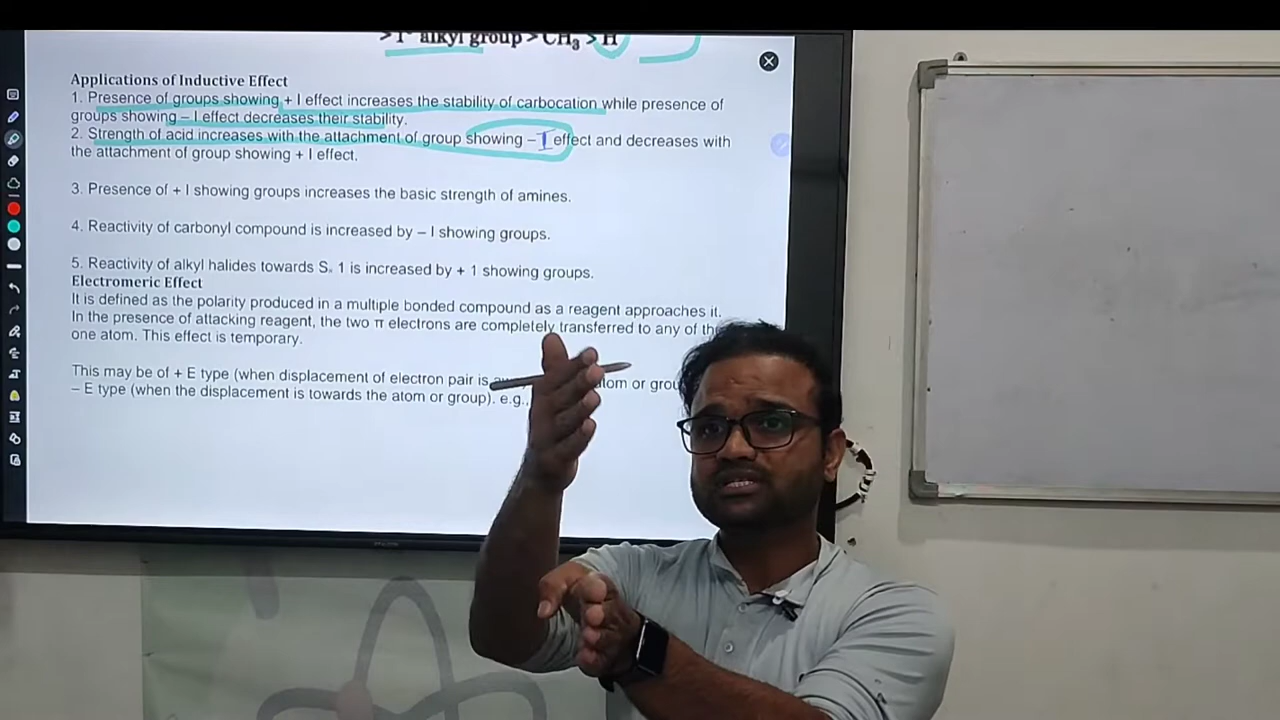 > 1° alkyl group > CH₃ > H
Applications of Inductive Effect
1. Presence of groups showing + I effect increases the stability of carbocation while presence of
groups showing – I effect decreases their stability.
2. Strength of acid increases with the attachment of group showing – I effect and decreases with
the attachment of group showing + I effect.
3. Presence of + I showing groups increases the basic strength of amines.
4. Reactivity of carbonyl compound is increased by – I showing groups.
5. Reactivity of alkyl halides towards Sₙ 1 is increased by + 1 showing groups.
Electromeric Effect
It is defined as the polarity produced in a multiple bonded compound as a reagent approaches it.
In the presence of attacking reagent, the two π electrons are completely transferred to any of the
one atom. This effect is temporary.
This may be of + E type (when displacement of electron pair is
– E type (when the displacement is towards the atom or group). e.g.,